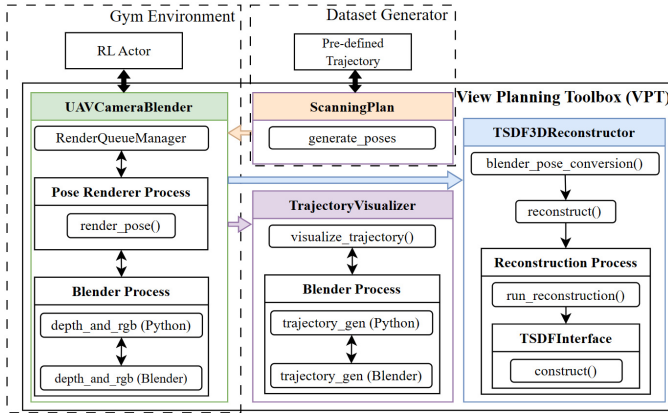 Gym Environment
RL Actor
UAVCameraBlender
RenderQueueManager
Pose Renderer Process
render_pose()
Blender Process
depth_and_rgb (Python)
depth_and_rgb (Blender)
Dataset Generator
Pre-defined
Trajectory
ScanningPlan
generate_poses
TrajectoryVisualizer
visualize_trajectory()
Blender Process
trajectory_gen (Python)
trajectory_gen (Blender)
View Planning Toolbox (VPT)
TSDF3DReconstructor
blender_pose_conversion()
reconstruct()
Reconstruction Process
run_reconstruction()
TSDFInterface
construct()